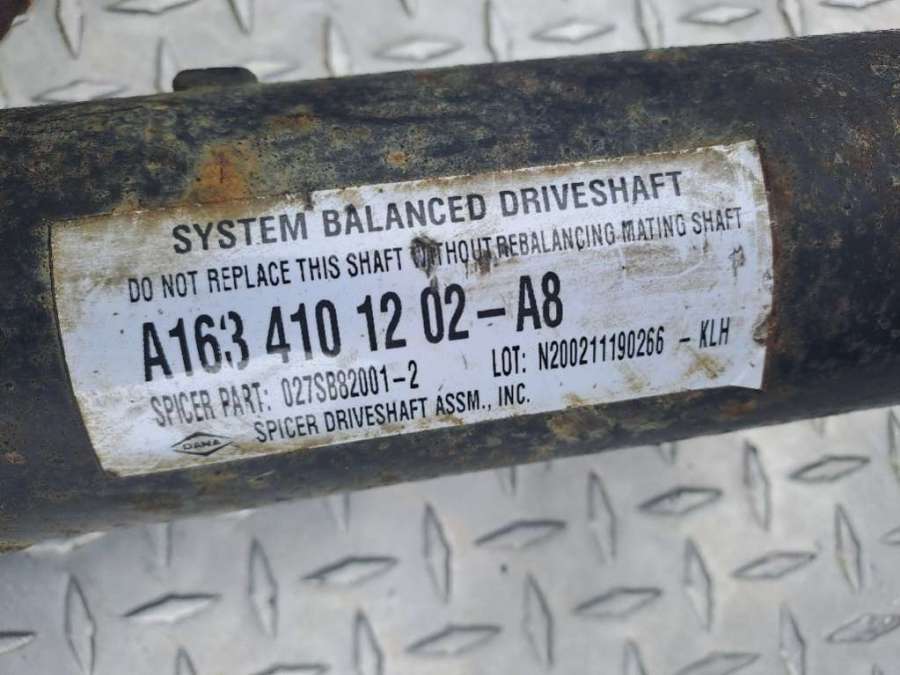 SYSTEM BALANCED DRIVESHAFT
DO NOT REPLACE THIS SHAFT WITHOUT REBALANCING MATING SHAFT
A163 410 12 02-A8
SPICER PART: 027SB82001-2 LOT: N200211190266 - KLH
DANA SPICER DRIVESHAFT ASSM., INC.